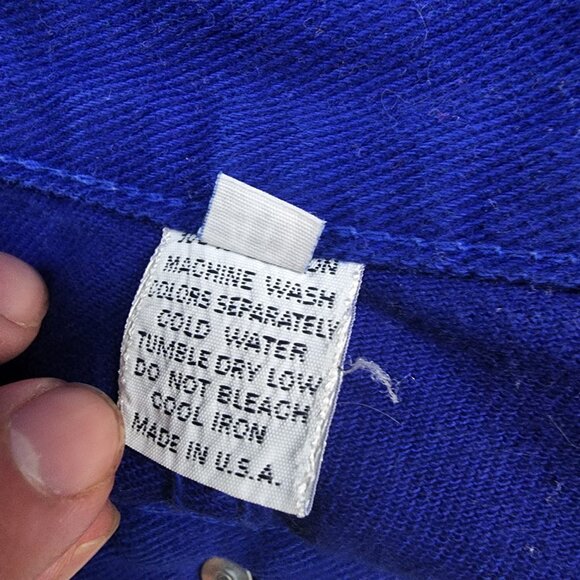 MACHINE WASH
COLORS SEPARATELY
COLD WATER
TUMBLE DRY LOW
DO NOT BLEACH
COOL IRON
MADE IN U.S.A.